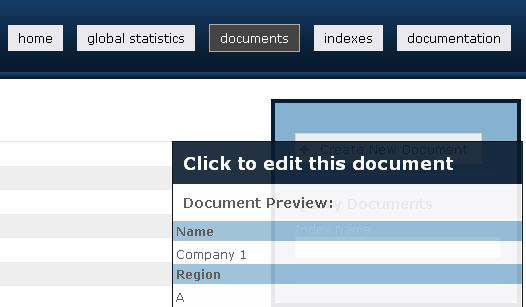 home global statistics documents indexes documentation
+ Create New Document
Click to edit this document
Document Preview:
Documents
Name
Index Name
Company 1
Region
A